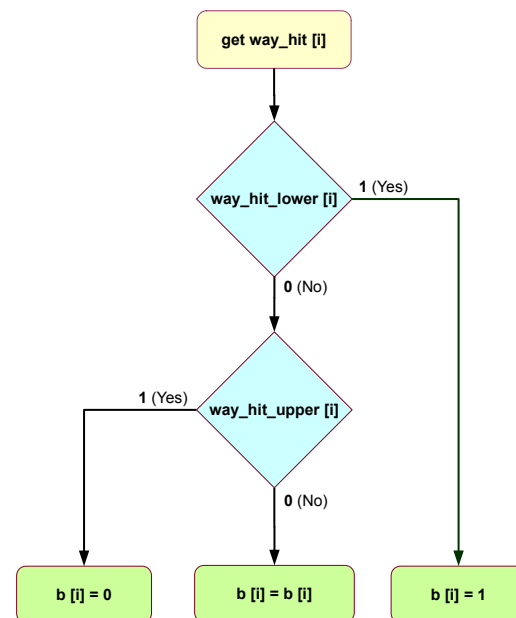 get way_hit [i]
way_hit_lower [i]
1 (Yes)
0 (No)
1 (Yes)
way_hit_upper [i]
0 (No)
b [i] = 0
b [i] = b [i]
b [i] = 1